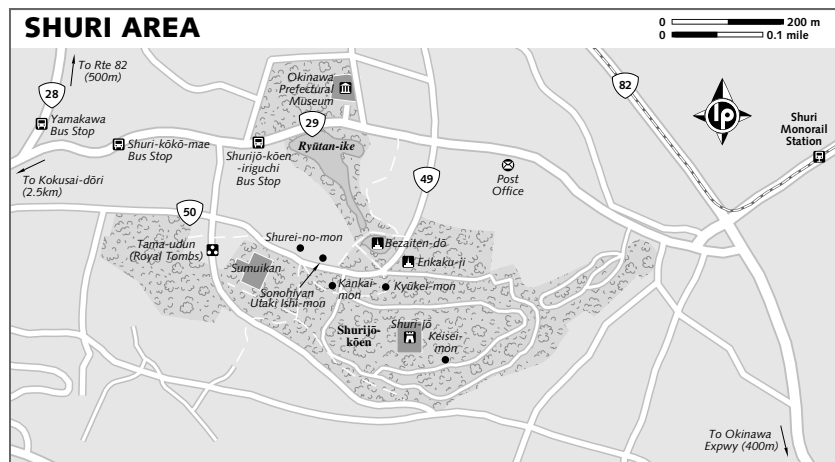 SHURI AREA
0 200 m
0 0.1 mile
To Rte 82
(500m)
28
Yamakawa
Bus Stop
Shuri-kōkō-mae
Bus Stop
To Kokusai-dōri
(2.5km)
Okinawa
Prefectural
Museum
29
Ryūtan-ike
Shurijō-kōen
-iriguchi
Bus Stop
82
lp
Shuri
Monorail
Station
49
Post
Office
50
Tama-udun
(Royal Tombs)
Shurei-no-mon
Bezaiten-dō
Enkaku-ji
Sumuikan
Sonohiyan
Utaki Ishi-mon
Kankai-
mon
Kyūkei-mon
Shurijō-
kōen
Shuri-jō
Keisei-
mon
To Okinawa
Expwy (400m)